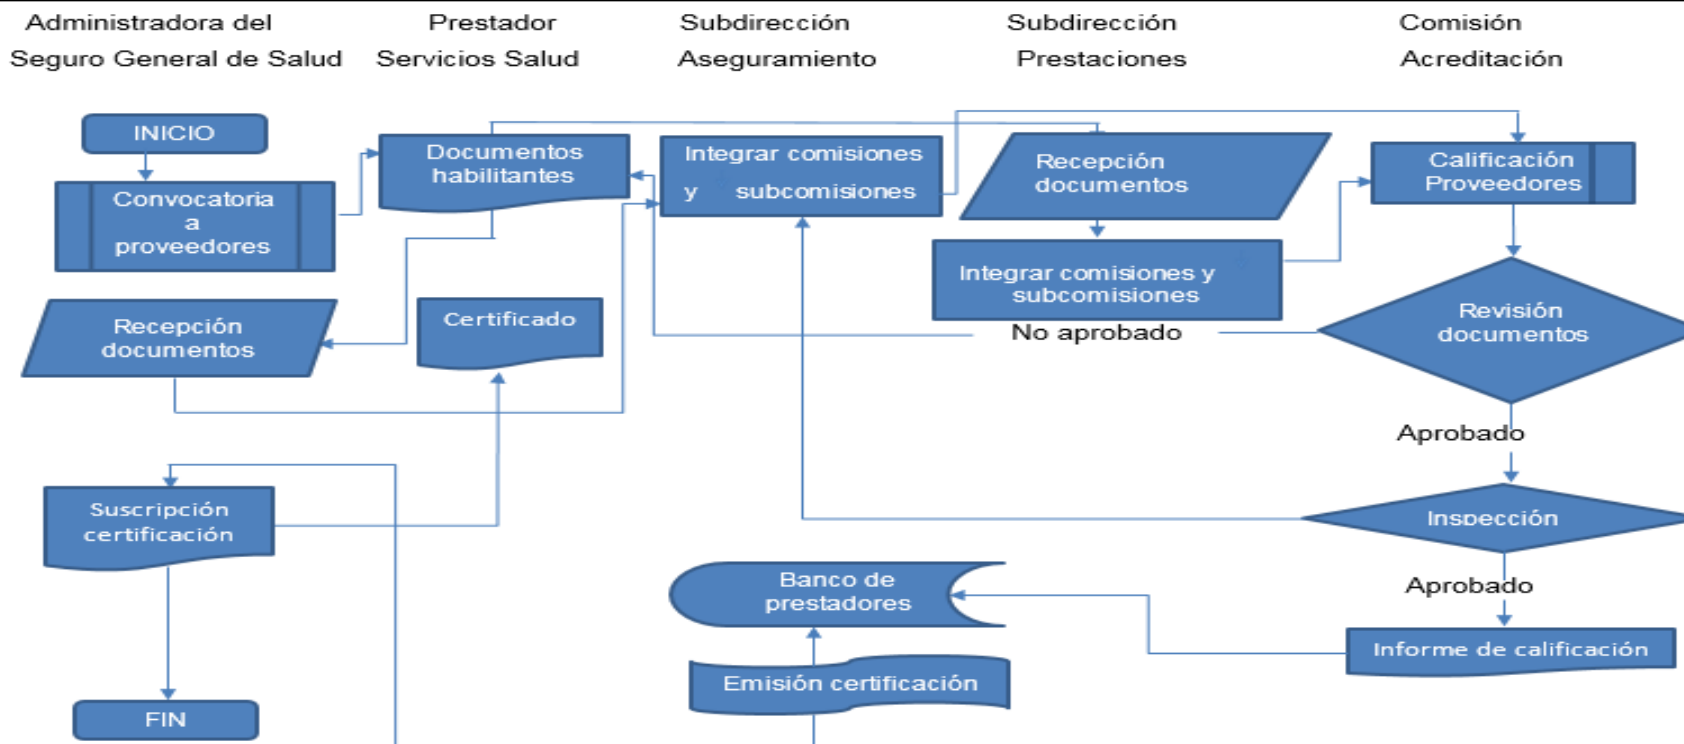 Administradora del
Seguro General de Salud
Prestador
Servicios Salud
Subdirección
Aseguramiento
Subdirección
Prestaciones
Comisión
Acreditación
INICIO
Convocatoria
a
proveedores
Documentos
habilitantes
Integrar comisiones
y subcomisiones
Recepción
documentos
Calificación
Proveedores
Integrar comisiones y
subcomisiones
Recepción
documentos
Certificado
No aprobado
Revisión
documentos
Aprobado
Suscripción
certificación
Inspección
Banco de
prestadores
Aprobado
Informe de calificación
Emisión certificación
FIN